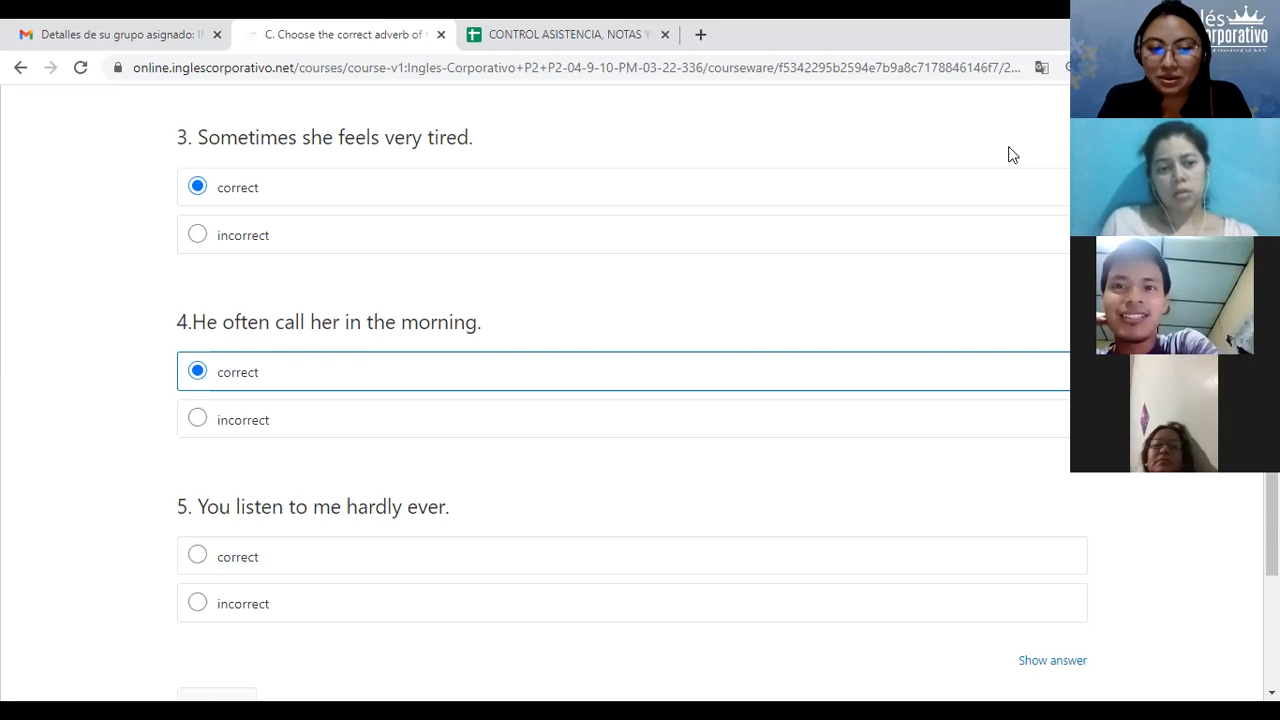 Detalles de su grupo asignado: I
C. Choose the correct adverb of
CONTROL ASISTENCIA, NOTAS Y
online.inglescorporativo.net/courses/course-v1:Ingles-Corporativo+P2+P2-04-9-10-PM-03-22-336/courseware/f5342295b2594e7b9a8c7178846146f7/2...
3. Sometimes she feels very tired.
correct
incorrect
4.He often call her in the morning.
correct
incorrect
5. You listen to me hardly ever.
correct
incorrect
Show answer